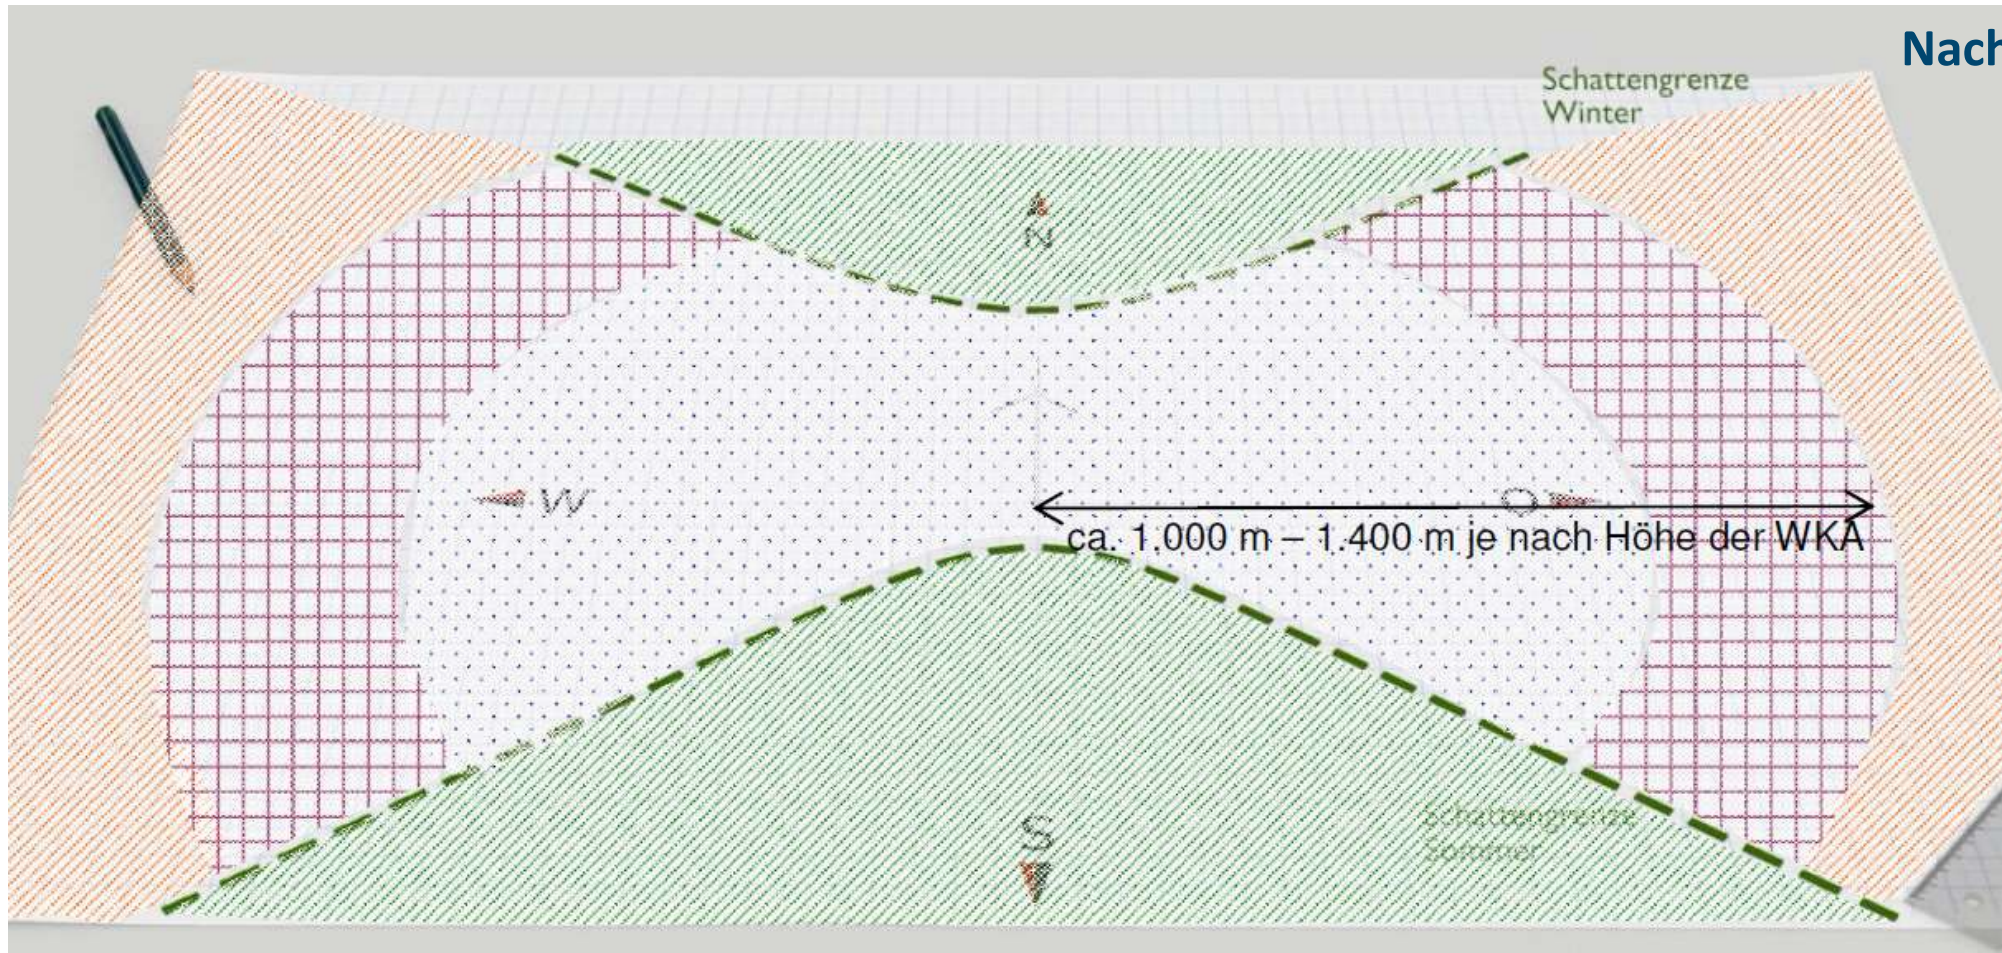 Nach
Schattengrenze
Winter
N
W
O
ca. 1.000 m – 1.400 m je nach Höhe der WKA
Schattengrenze
Sommer
S